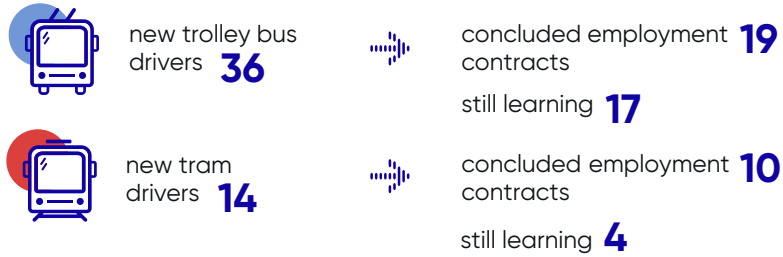 new trolley bus
drivers 36
concluded employment 19
contracts
still learning 17
new tram
drivers 14
concluded employment 10
contracts
still learning 4